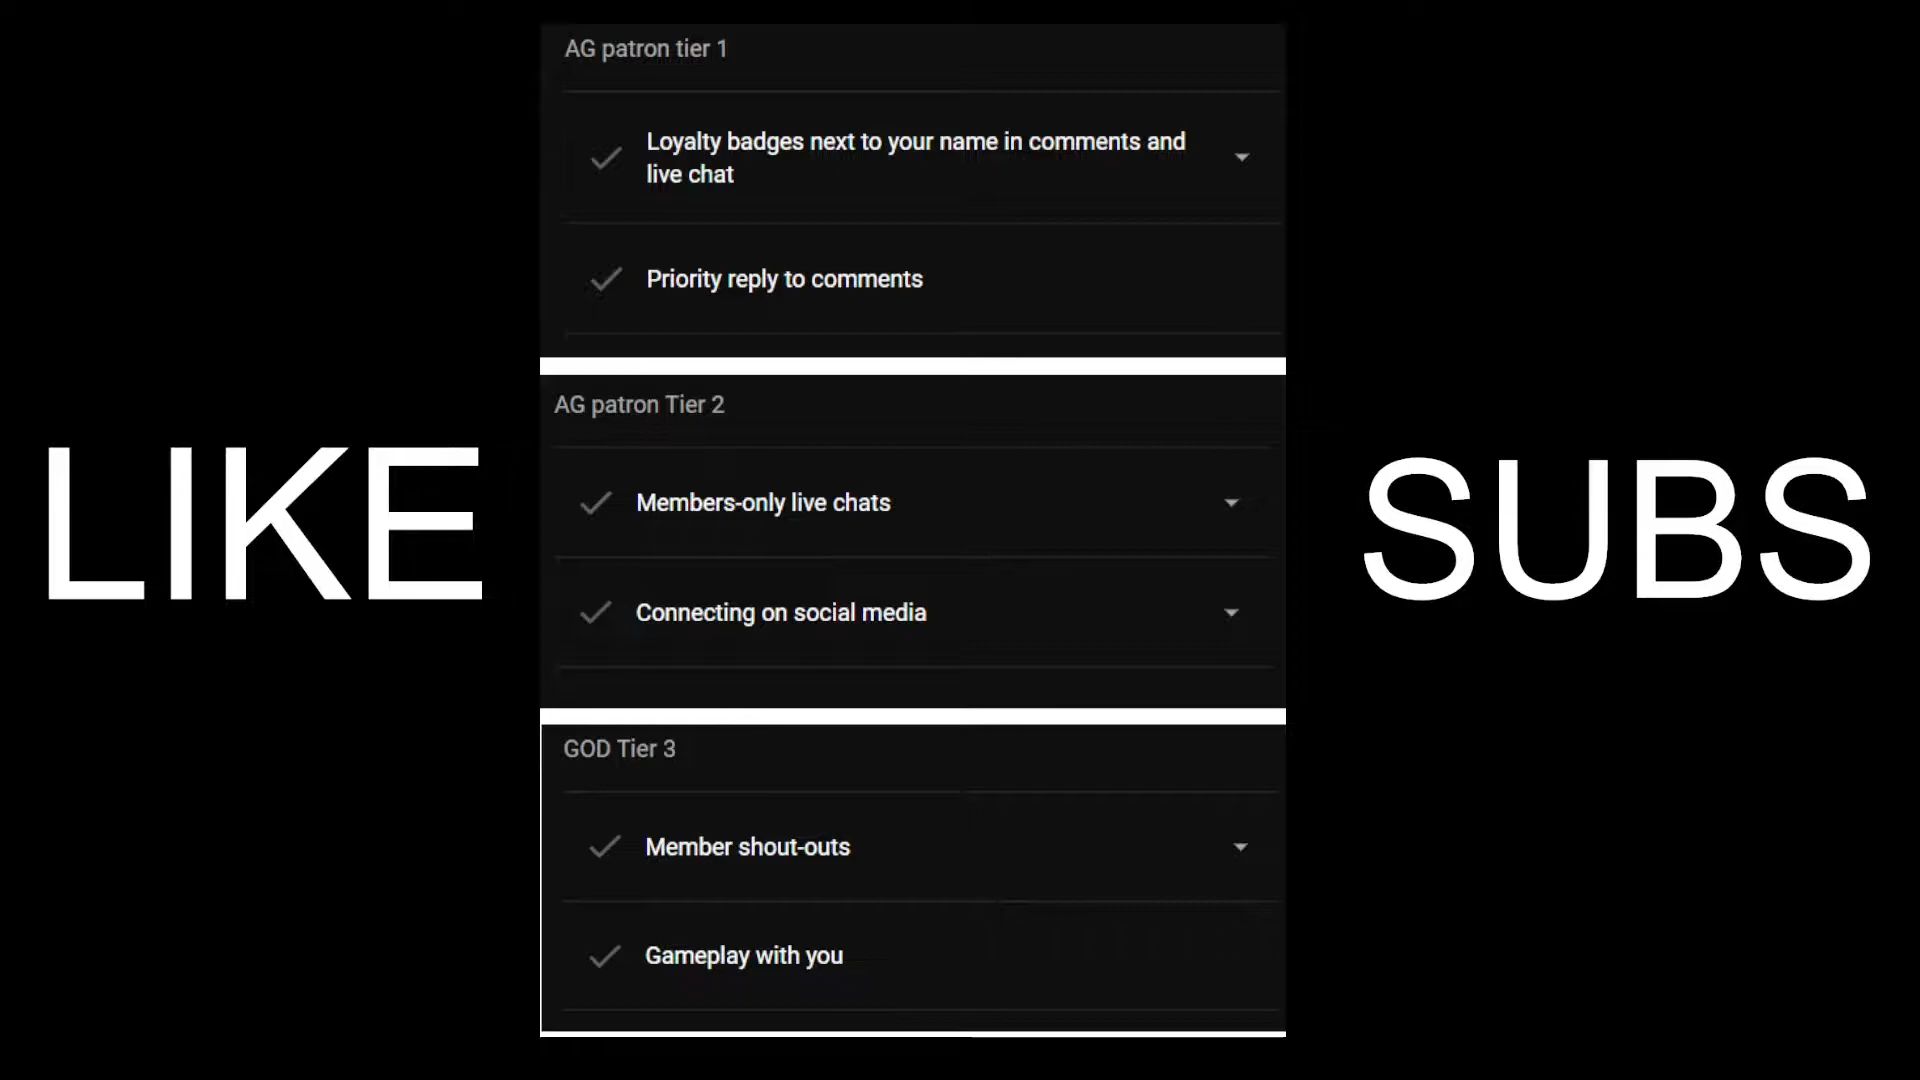 AG patron tier 1
Loyalty badges next to your name in comments and
live chat
Priority reply to comments
AG patron Tier 2
Members-only live chats
Connecting on social media
GOD Tier 3
Member shout-outs
Gameplay with you
LIKE
SUBS